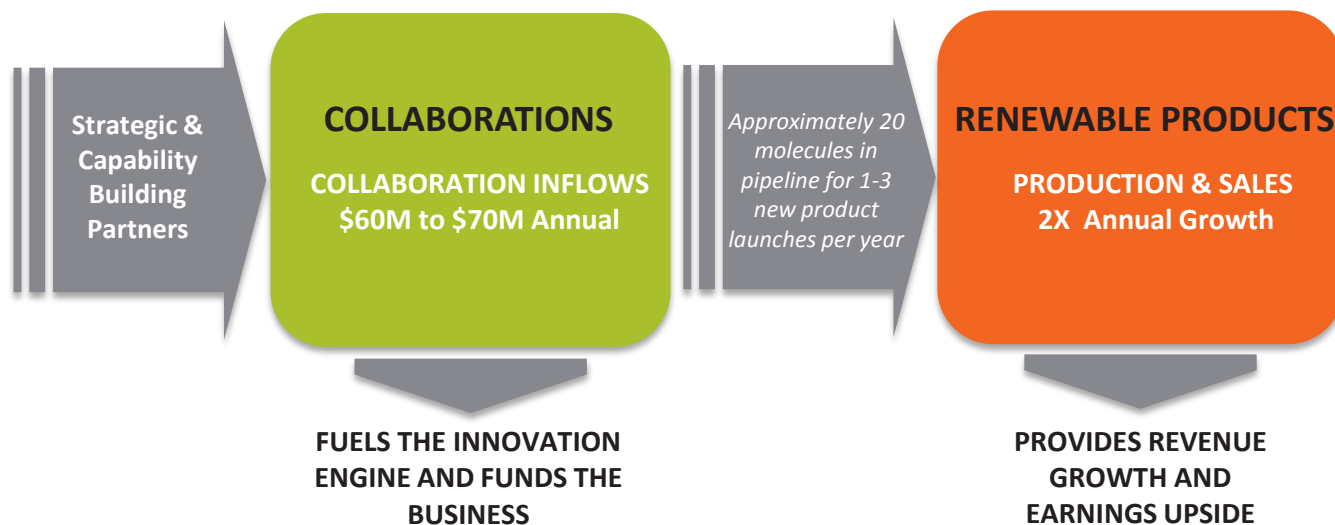 Strategic &
Capability
Building
Partners
COLLABORATIONS
COLLABORATION INFLOWS
$60M to $70M Annual
FUELS THE INNOVATION
ENGINE AND FUNDS THE
BUSINESS
Approximately 20
molecules in
pipeline for 1-3
new product
launches per year
RENEWABLE PRODUCTS
PRODUCTION & SALES
2X Annual Growth
PROVIDES REVENUE
GROWTH AND
EARNINGS UPSIDE